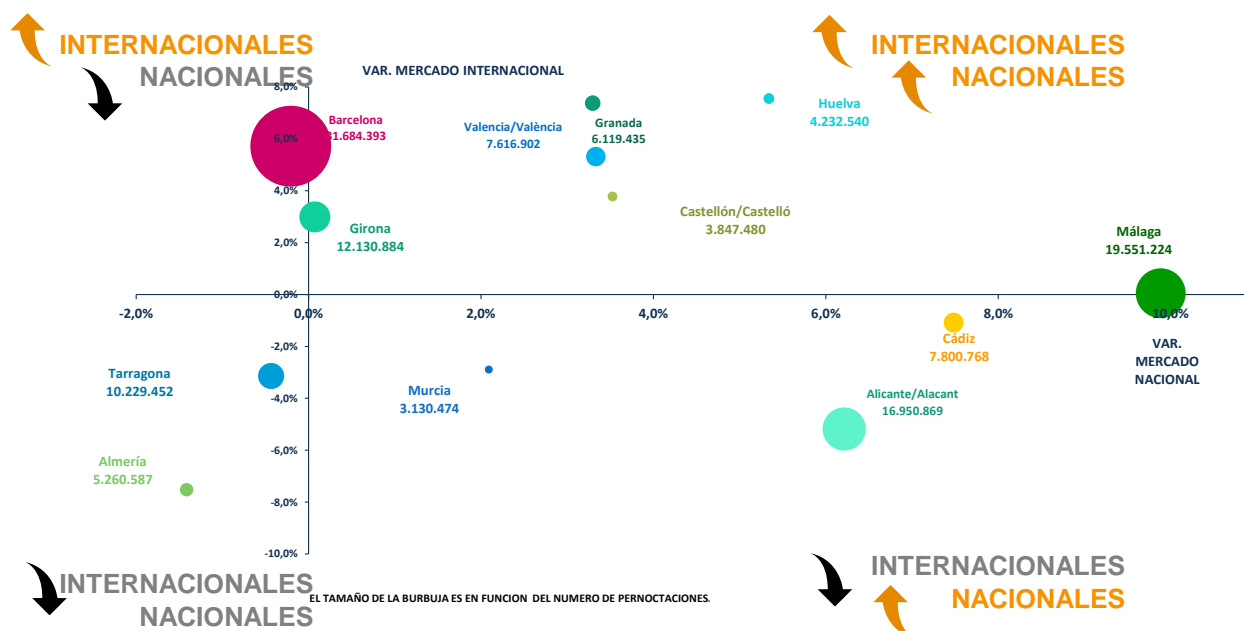 INTERNACIONALES
NACIONALES
VAR. MERCADO INTERNACIONAL
INTERNACIONALES
NACIONALES
8,0%
6,0%
4,0%
2,0%
0,0%
-2,0%
-4,0%
-6,0%
-8,0%
-10,0%
Barcelona
31.684.393
Valencia/València
7.616.902
Granada
6.119.435
Huelva
4.232.540
Castellón/Castelló
3.847.480
Girona
12.130.884
Málaga
19.551.224
-2,0%
0,0%
2,0%
4,0%
6,0%
8,0%
10,0%
Cádiz
7.800.768
VAR.
MERCADO
NACIONAL
Tarragona
10.229.452
Murcia
3.130.474
Alicante/Alacant
16.950.869
Almería
5.260.587
INTERNACIONALES
NACIONALES
EL TAMAÑO DE LA BURBUJA ES EN FUNCION DEL NUMERO DE PERNOCTACIONES.
INTERNACIONALES
NACIONALES